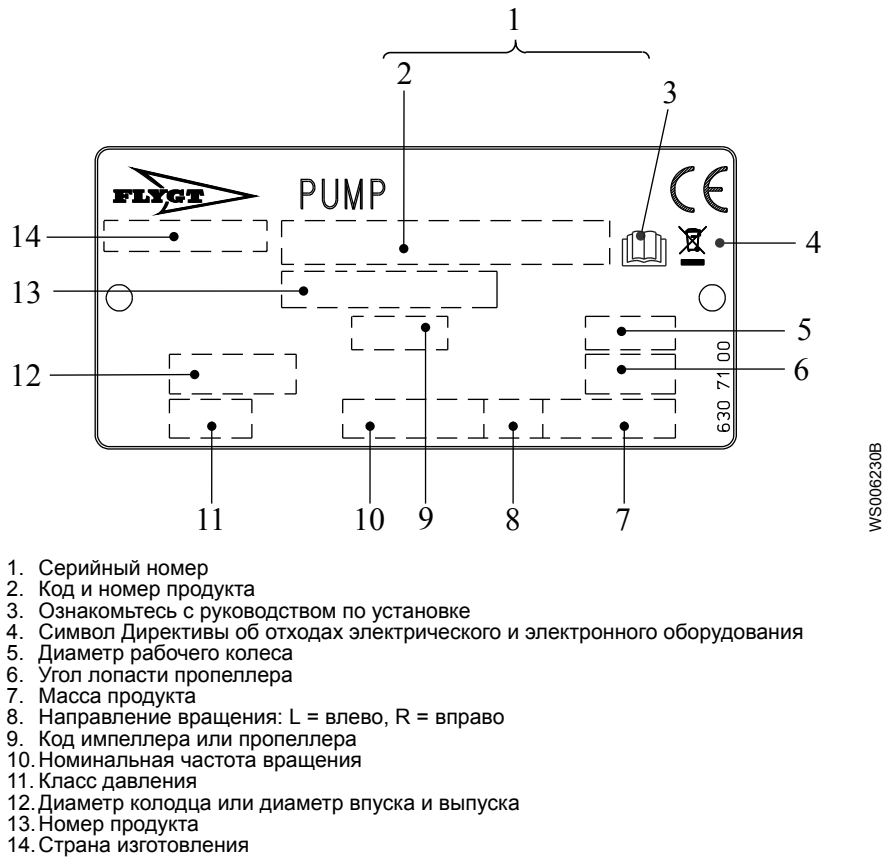 1
2
3
FLYGT
PUMP
CE
14
4
13
5
12
6
630 71 00
11
10
9
8
7
WS006230B
1. Серийный номер
2. Код и номер продукта
3. Ознакомьтесь с руководством по установке
4. Символ Директивы об отходах электрического и электронного оборудования
5. Диаметр рабочего колеса
6. Угол лопасти пропеллера
7. Масса продукта
8. Направление вращения: L = влево, R = вправо
9. Код импеллера или пропеллера
10. Номинальная частота вращения
11. Класс давления
12. Диаметр колодца или диаметр впуска и выпуска
13. Номер продукта
14. Страна изготовления